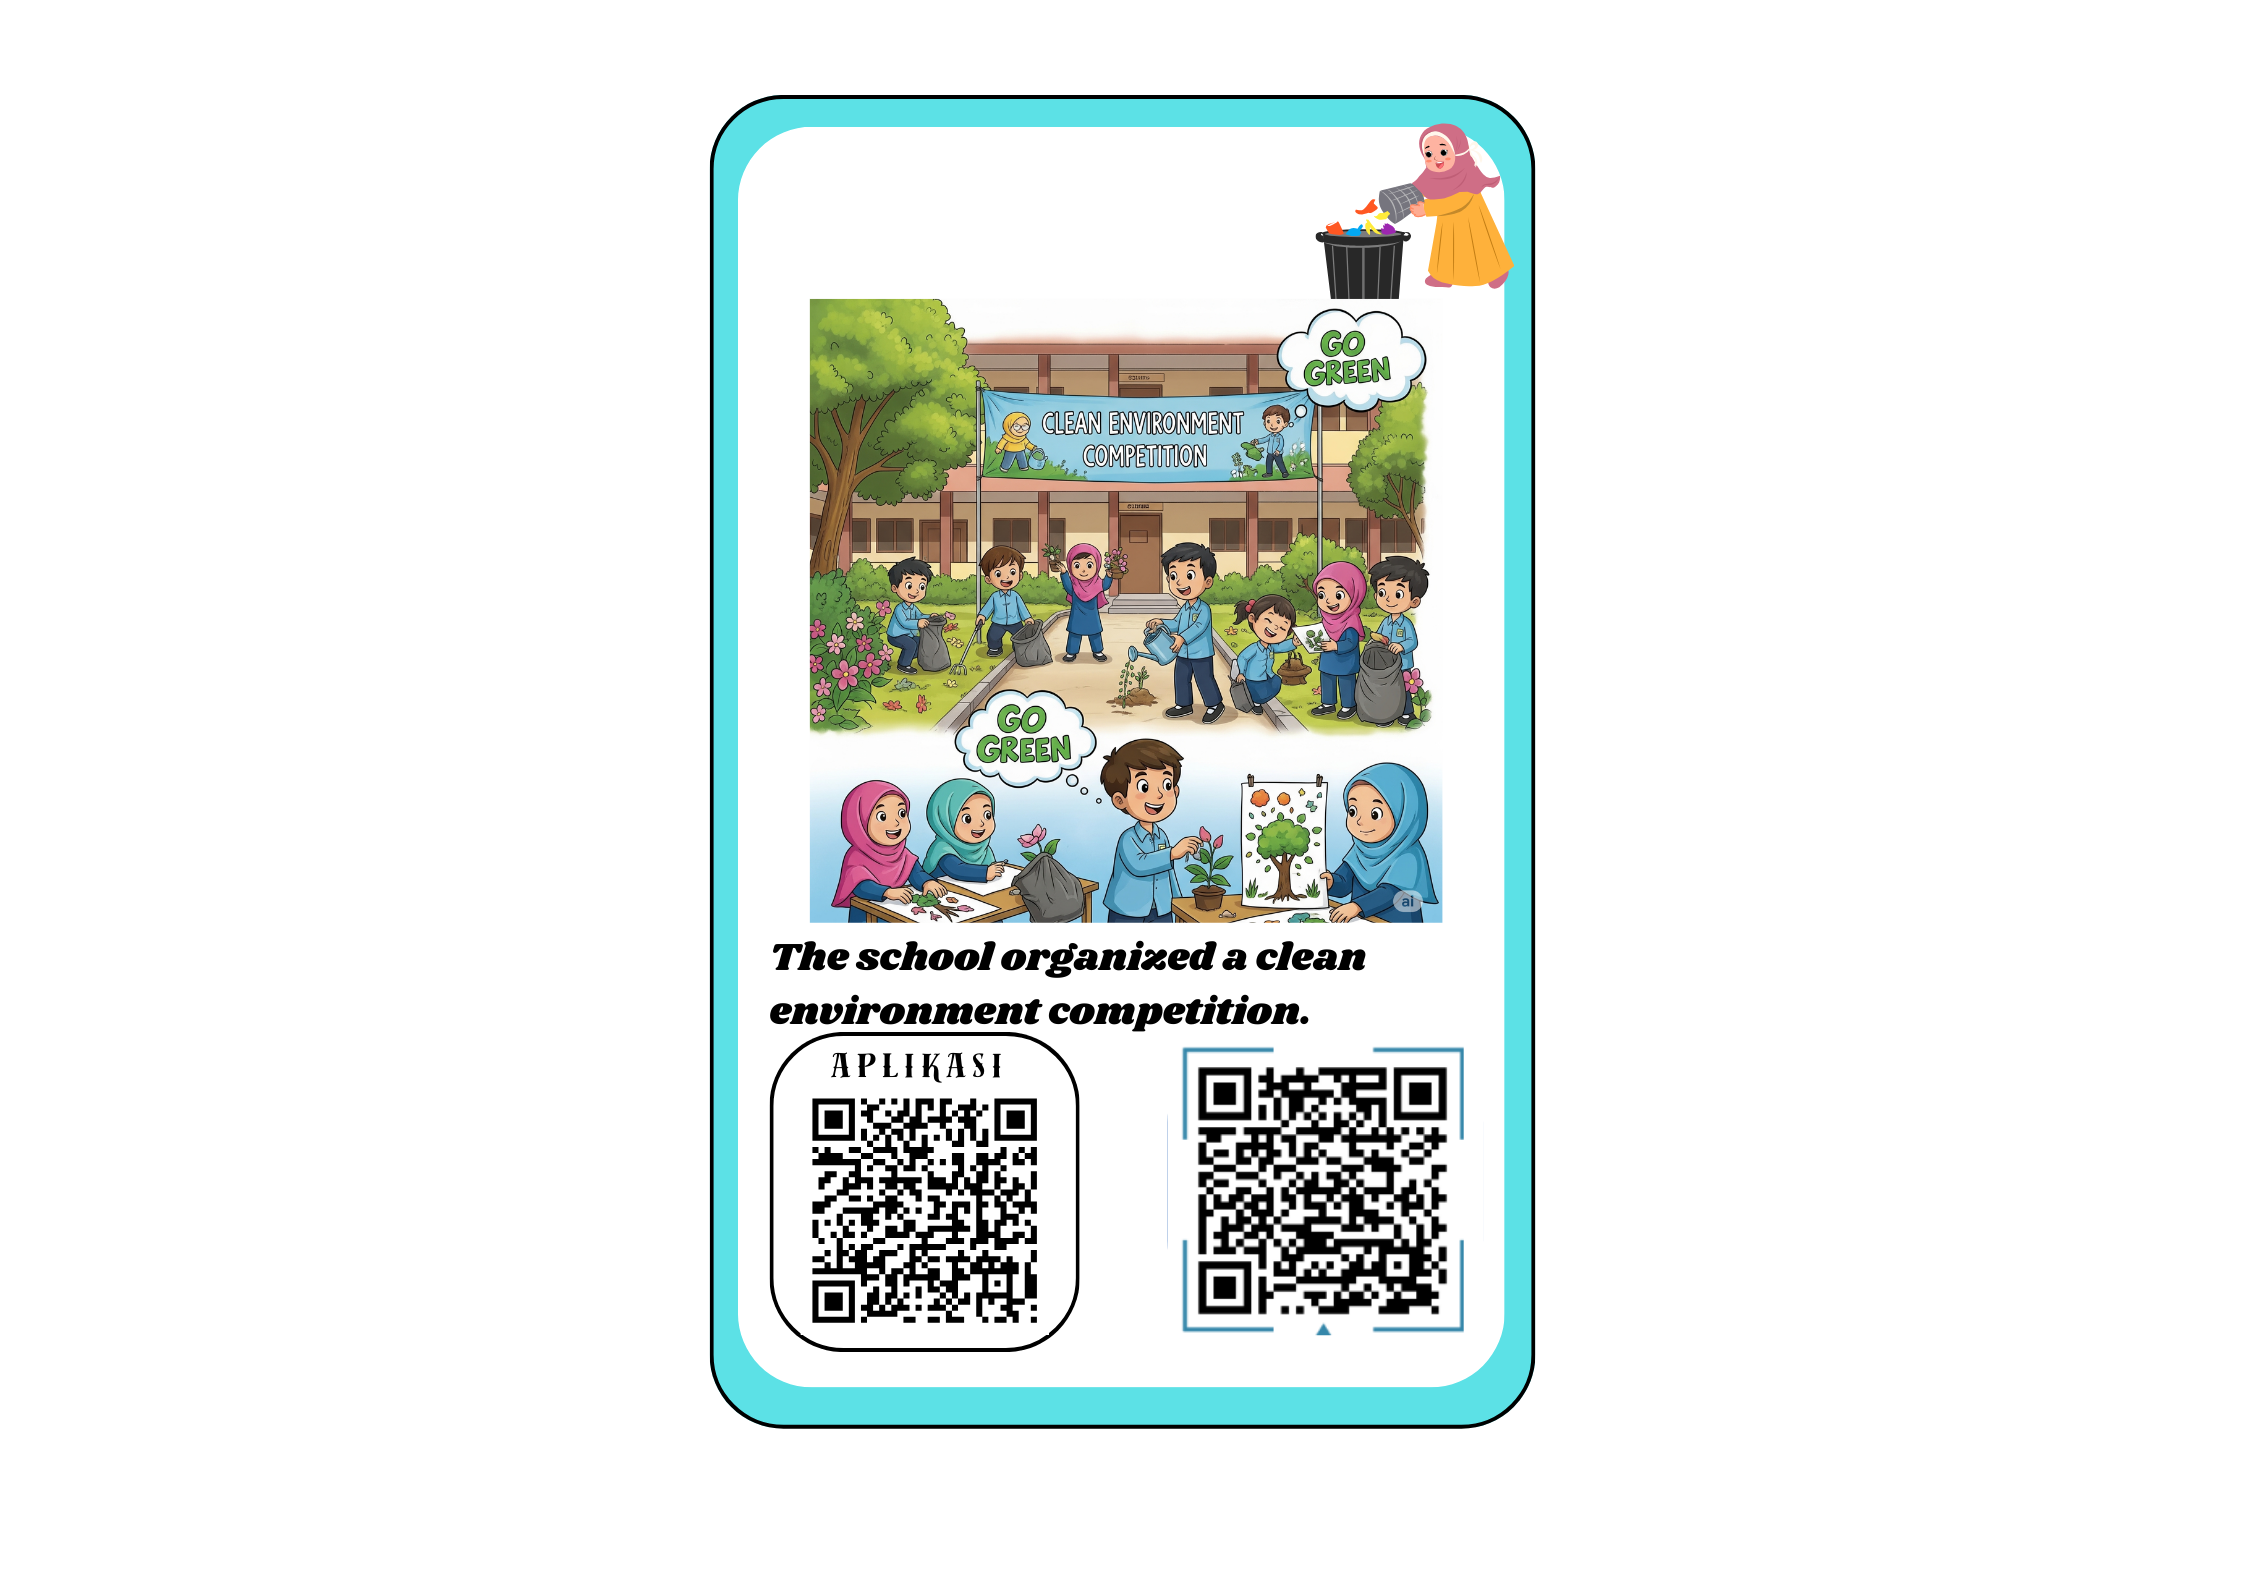 GO
GREEN
CLEAN ENVIRONMENT
COMPETITION
GO
GREEN
ai
The school organized a clean
environment competition.
APLIKASI